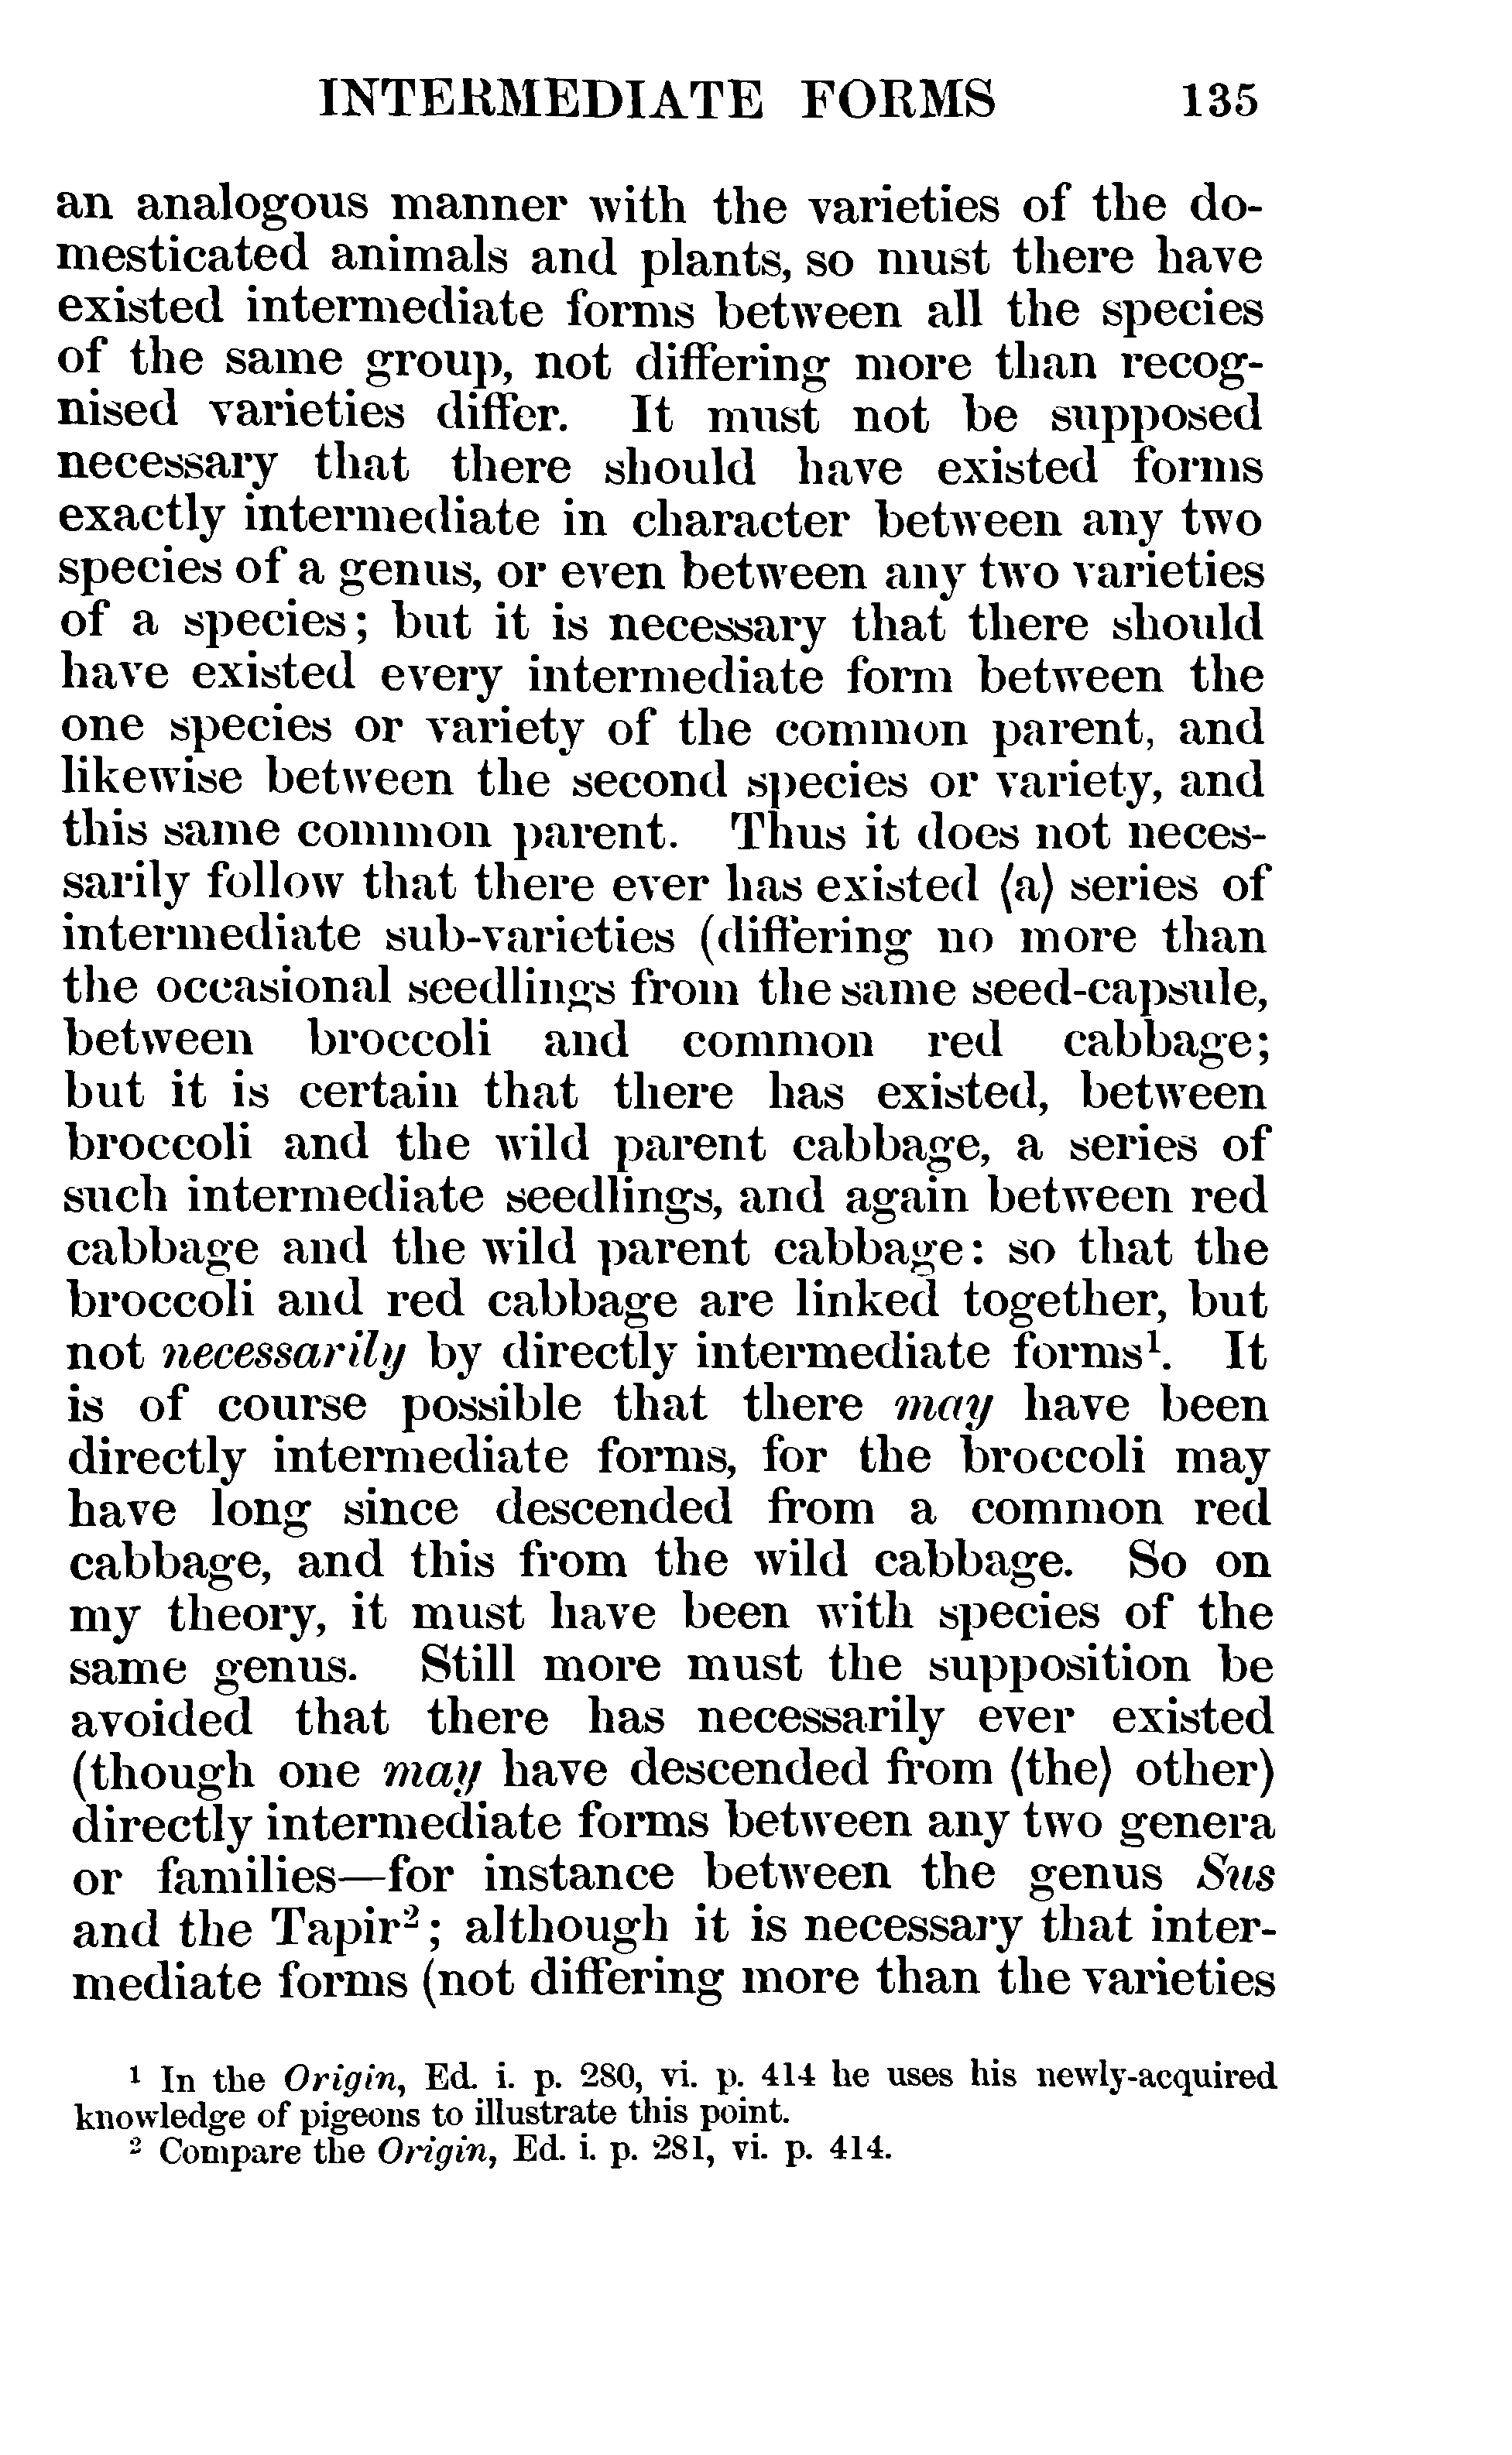 INTERMEDIATE FORMS 135
an analogous manner with the varieties of the do-
mesticated animals and plants, so must there have
existed intermediate forms between all the species
of the same group, not differing more than recog-
nised varieties differ. It must not be supposed
necessary that there should have existed forms
exactly intermediate in character between any two
species of a genus, or even between any two varieties
of a species; but it is necessary that there should
have existed every intermediate form between the
one species or variety of the common parent, and
likewise between the second species or variety, and
this same common parent. Thus it does not neces-
sarily follow that there ever has existed ⟨a⟩ series of
intermediate sub-varieties (differing no more than
the occasional seedlings from the same seed-capsule,
between broccoli and common red cabbage;
but it is certain that there has existed, between
broccoli and the wild parent cabbage, a series of
such intermediate seedlings, and again between red
cabbage and the wild parent cabbage: so that the
broccoli and red cabbage are linked together, but
not necessarily by directly intermediate forms¹. It
is of course possible that there may have been
directly intermediate forms, for the broccoli may
have long since descended from a common red
cabbage, and this from the wild cabbage. So on
my theory, it must have been with species of the
same genus. Still more must the supposition be
avoided that there has necessarily ever existed
(though one may have descended from ⟨the⟩ other)
directly intermediate forms between any two genera
or families—for instance between the genus Sus
and the Tapir²; although it is necessary that inter-
mediate forms (not differing more than the varieties
¹ In the Origin, Ed. i. p. 280, vi. p. 414 he uses his newly-acquired
knowledge of pigeons to illustrate this point.
² Compare the Origin, Ed. i. p. 281, vi. p. 414.